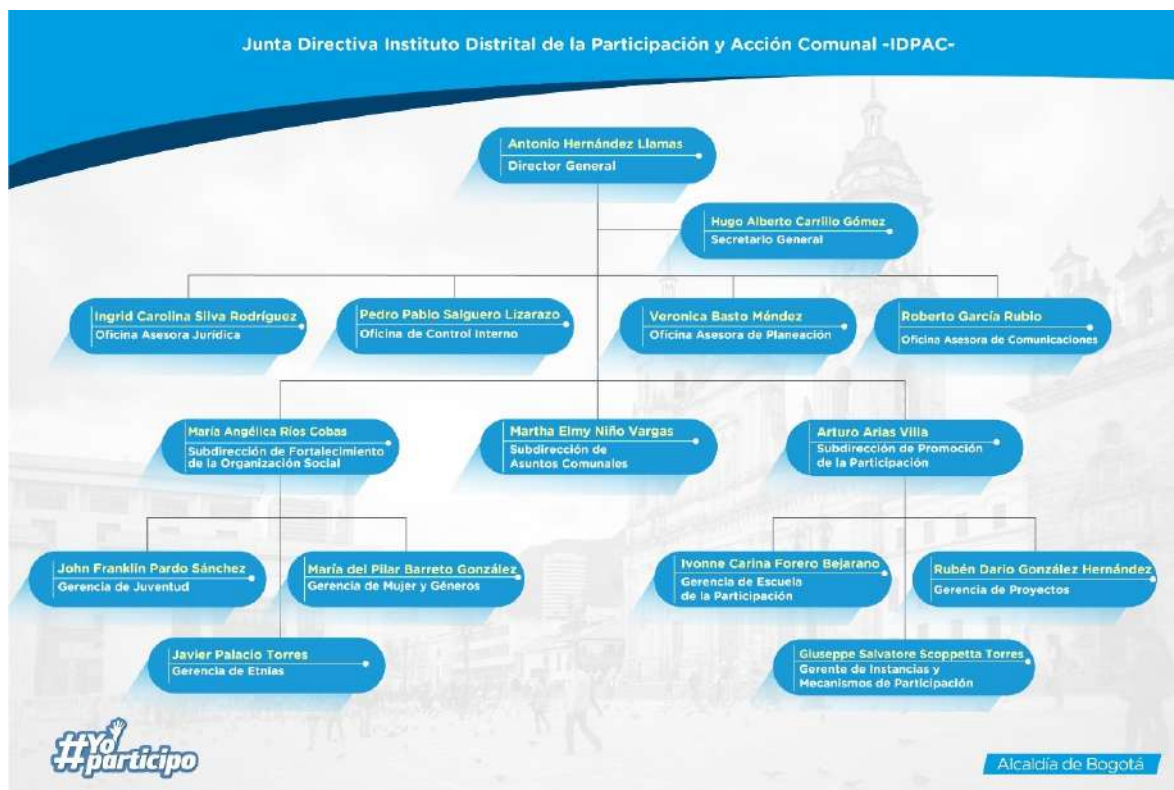 Junta Directiva Instituto Distrital de la Participación y Acción Comunal -IDPAC-
Antonio Hernández Llamas
Director General
Hugo Alberto Carrillo Gómez
Secretario General
Ingrid Carolina Silva Rodríguez
Oficina Asesora Jurídica
Pedro Pablo Salguero Lizarazo
Oficina de Control Interno
Veronica Basto Méndez
Oficina Asesora de Planeación
Roberto García Rubio
Oficina Asesora de Comunicaciones
María Angélica Ríos Cobas
Subdirección de Fortalecimiento
de la Organización Social
Martha Elmy Niño Vargas
Subdirección de
Asuntos Comunales
Arturo Arias Villa
Subdirección de Promoción
de la Participación
John Franklin Pardo Sánchez
Gerencia de Juventud
María del Pilar Barreto González
Gerencia de Mujer y Géneros
Ivonne Carina Forero Bejarano
Gerencia de Escuela
de la Participación
Rubén Dario González Hernández
Gerencia de Proyectos
Javier Palacio Torres
Gerencia de Etnias
Giuseppe Salvatore Scoppetta Torres
Gerente de Instancias y
Mecanismos de Participación
#Yo
participo
Alcaldía de Bogotá